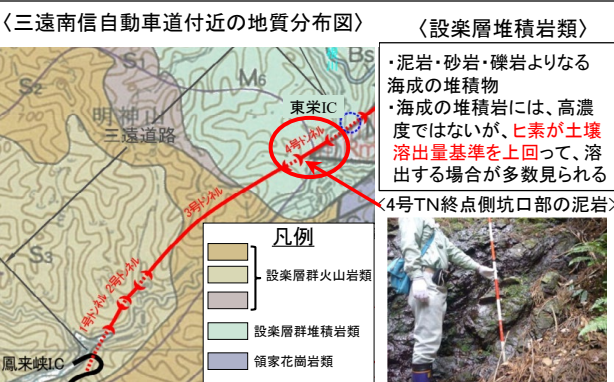 〈三遠南信自動車道付近の地質分布図〉
〈設楽層堆積岩類〉
・泥岩・砂岩・礫岩よりなる
海成の堆積物
・海成の堆積岩には、高濃
度ではないが、ヒ素が土壌
溶出量基準を上回って、溶
出する場合が多数見られる
〈4号TN終点側坑口部の泥岩〉
S2
S1
M6
Bs
東栄IC
明神山
三遠道路
4号トンネル
3号トンネル
S3
2号トンネル
1号トンネル
鳳来峡I.C
凡例
設楽層群火山岩類
設楽層群堆積岩類
領家花崗岩類